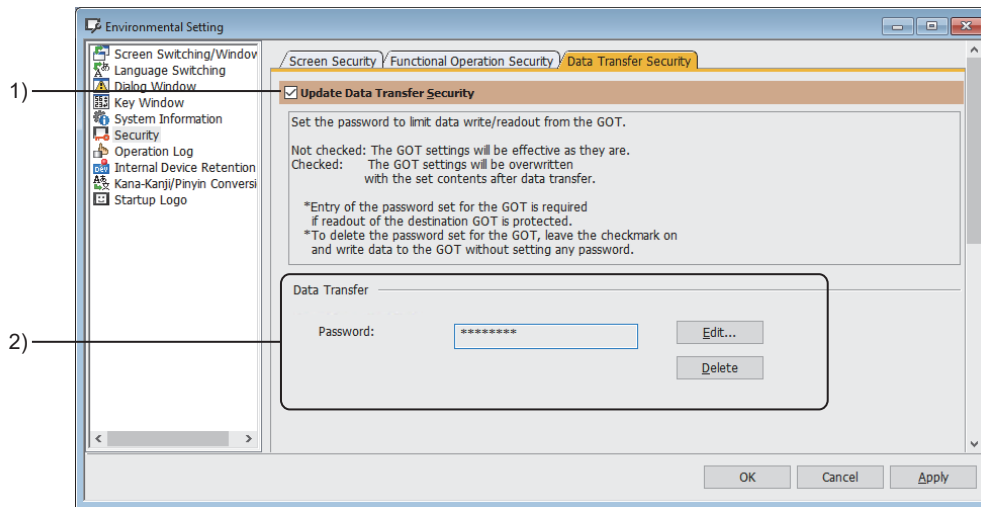 Environmental Setting
Screen Switching/Window
Language Switching
Dialog Window
Key Window
System Information
Security
Operation Log
Internal Device Retention
Kana-Kanji/Pinyin Conversi
Startup Logo
Screen Security
Functional Operation Security
Data Transfer Security
1)
Update Data Transfer Security
Set the password to limit data write/readout from the GOT.
Not checked: The GOT settings will be effective as they are.
Checked: The GOT settings will be overwritten
with the set contents after data transfer.
*Entry of the password set for the GOT is required
if readout of the destination GOT is protected.
*To delete the password set for the GOT, leave the checkmark on
and write data to the GOT without setting any password.
2)
Data Transfer
Password:
********
Edit...
Delete
OK
Cancel
Apply